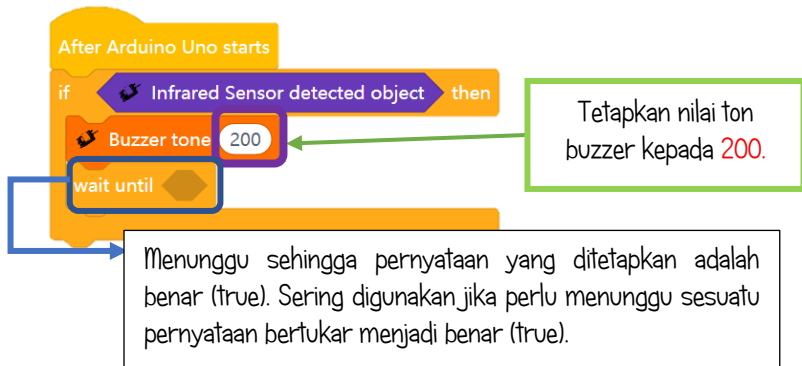 After Arduino Uno starts
if Infrared Sensor detected object then
Buzzer tone 200
wait until
Tetapkan nilai ton
buzzer kepada 200.
Menunggu sehingga pernyataan yang ditetapkan adalah
benar (true). Sering digunakan jika perlu menunggu sesuatu
pernyataan bertukar menjadi benar (true).